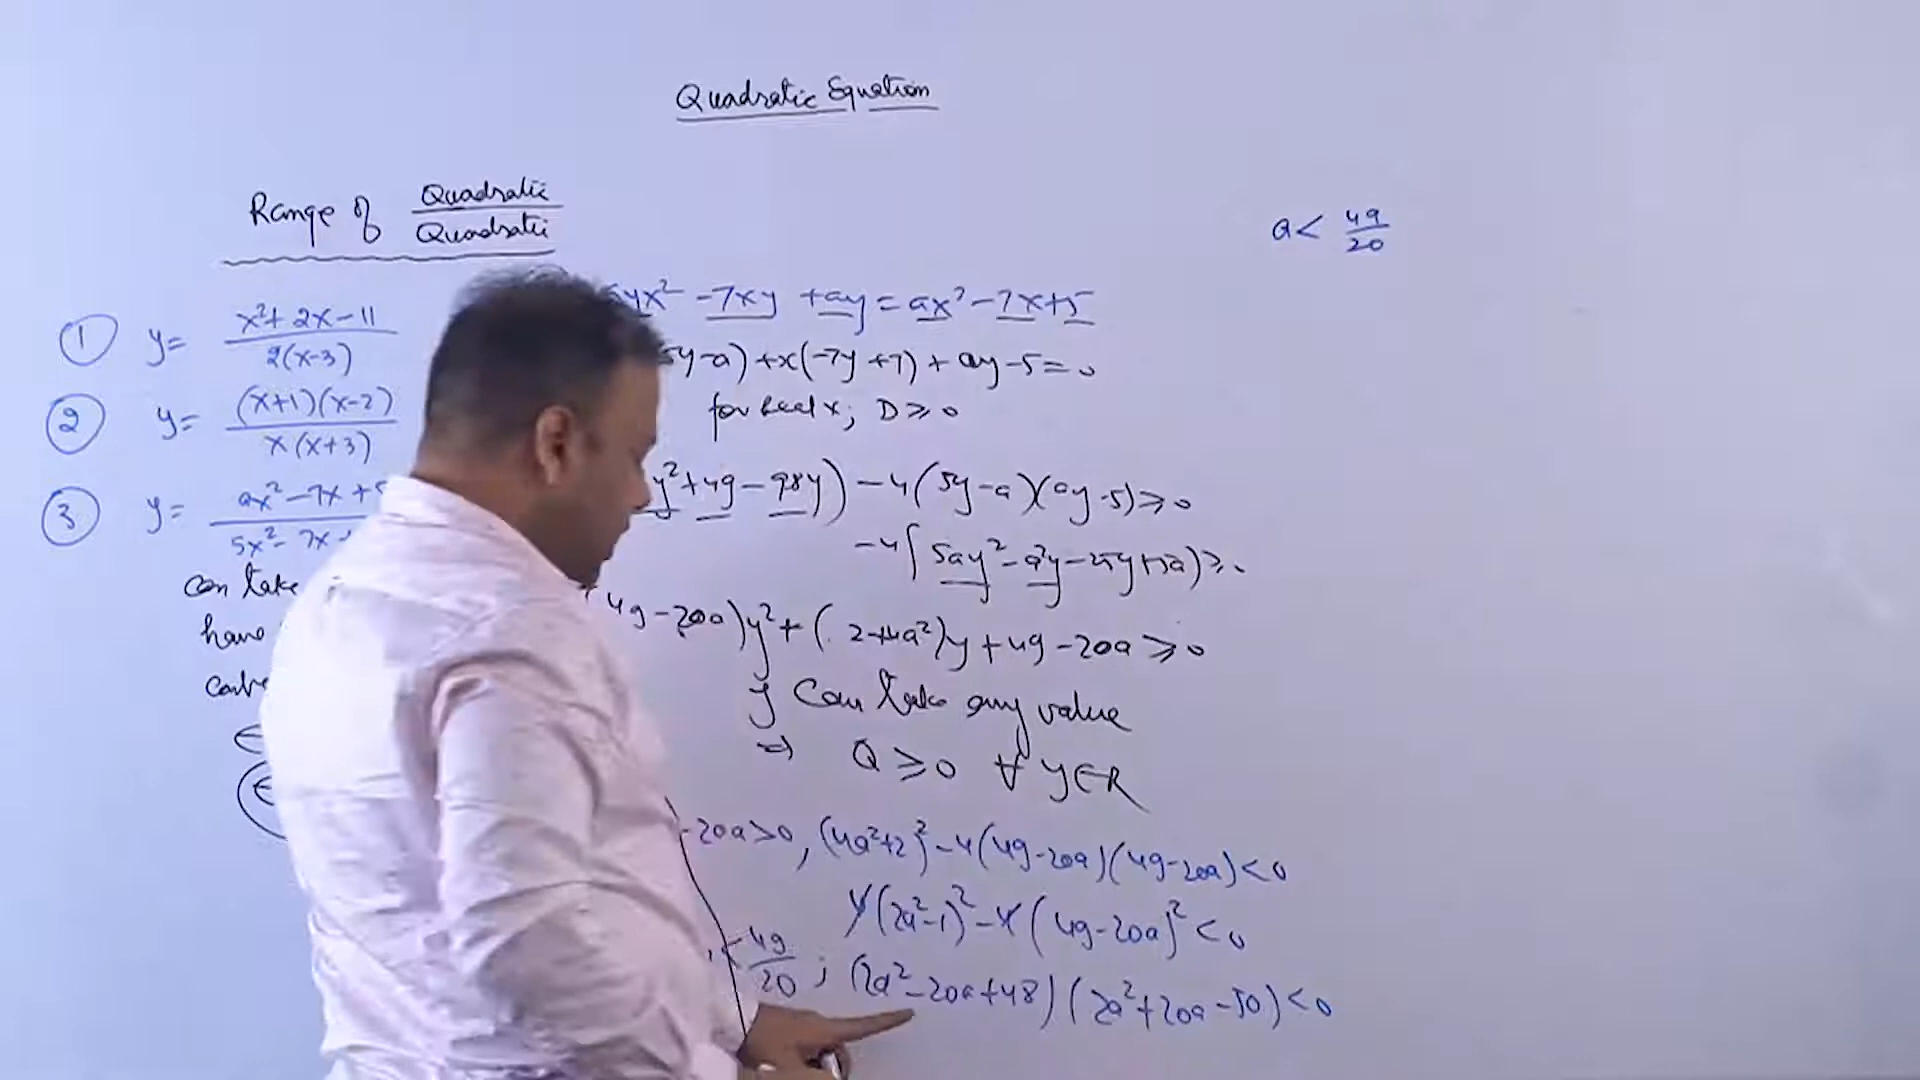 Quadratic Equation
Range of Quadratic
Quadratic
a < 49/20
① y = x²+2x-11 / 2(x-3)
② y = (x+1)(x-2) / x(x+3)
③ y = ax²-7x+5 / 5x²-7x
can take
have
yx² -7xy +ay = ax²-7x+5
5y-a) +x(-7y+7) + ay-5=0
for real x; D ≥ 0
y²+49-98y) -4(5y-a)(ay-5) ≥ 0
-4(5ay²-a²y-25y+5a) ≥ 0
49-20a)y² + (2+4a²)y + 49-20a ≥ 0
y can take any value
⇒ Q ≥ 0 ∀ y∈R
-20a>0, (4a²+2)²-4(49-20a)(49-20a)<0
4(2a²-1)²-4(49-20a)²<0
< 49/20 ; (2a²-20a+48)(2a²+20a-50)<0